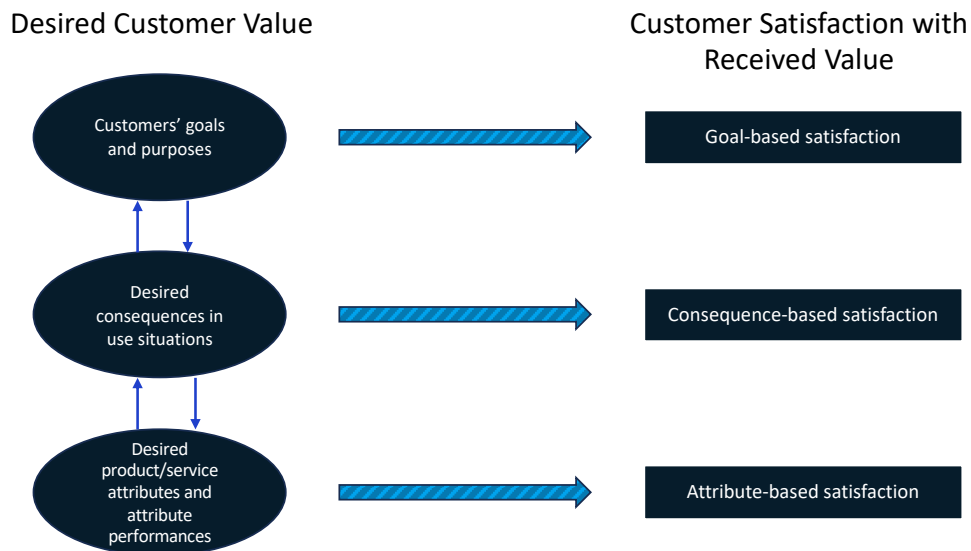 Desired Customer Value
Customer Satisfaction with
Received Value
Customers’ goals
and purposes
Goal-based satisfaction
Desired
consequences in
use situations
Consequence-based satisfaction
Desired
product/service
attributes and
attribute
performances
Attribute-based satisfaction